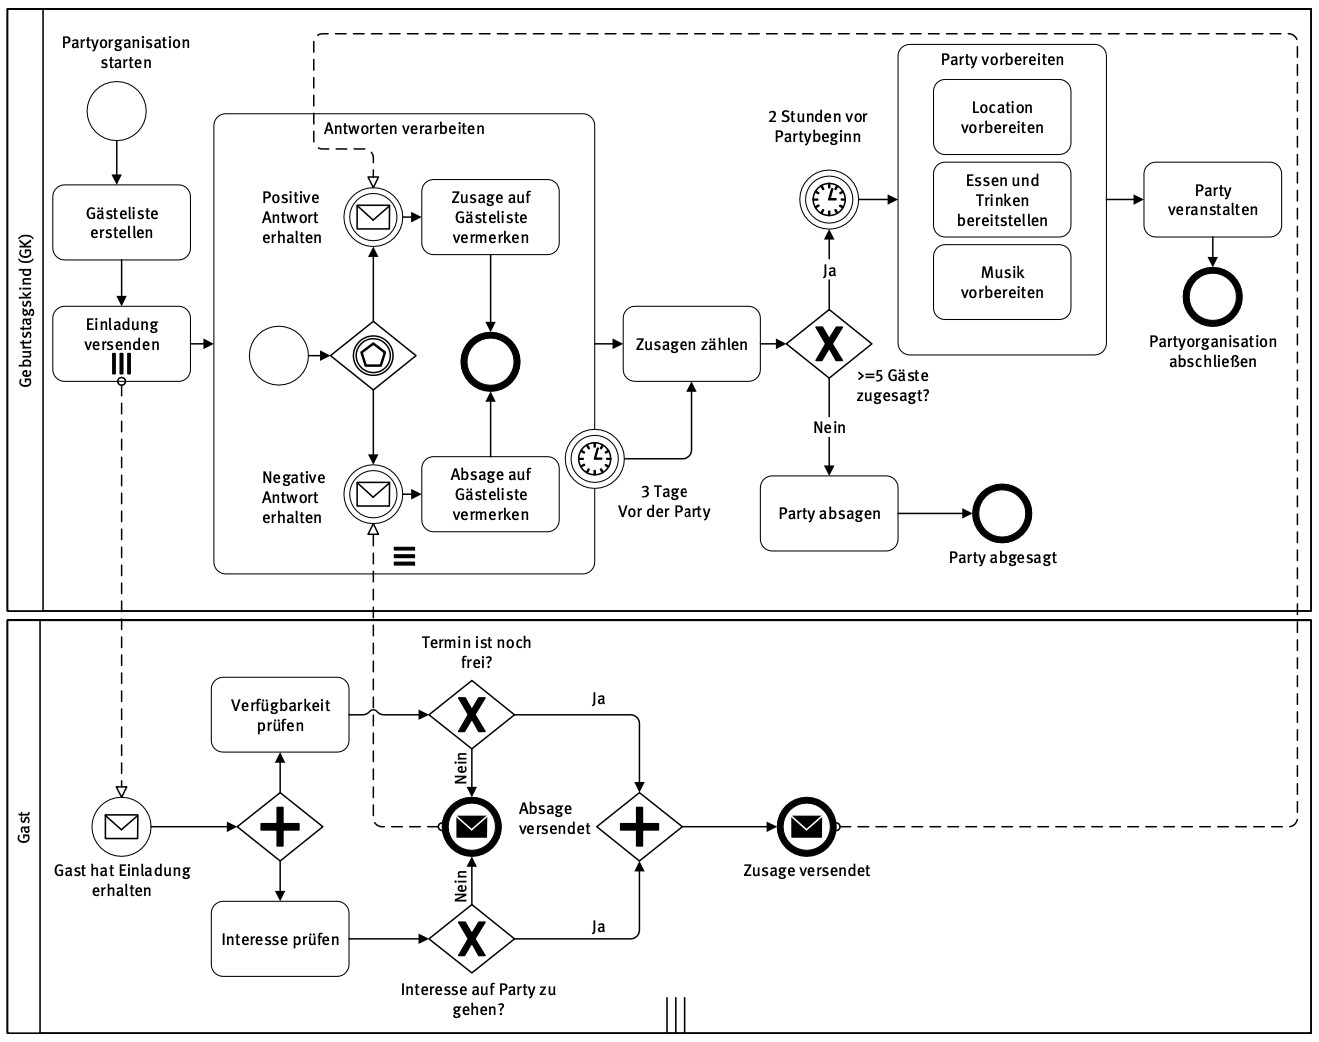 Geburtstagskind (GK)
Partyorganisation
starten
Gästeliste
erstellen
Einladung
versenden
Antworten verarbeiten
Positive
Antwort
erhalten
Zusage auf
Gästeliste
vermerken
Negative
Antwort
erhalten
Absage auf
Gästeliste
vermerken
3 Tage
Vor der Party
Zusagen zählen
>=5 Gäste
zugesagt?
Ja
Nein
2 Stunden vor
Partybeginn
Party vorbereiten
Location
vorbereiten
Essen und
Trinken
bereitstellen
Musik
vorbereiten
Party
veranstalten
Partyorganisation
abschließen
Party absagen
Party abgesagt
Gast
Gast hat Einladung
erhalten
Verfügbarkeit
prüfen
Interesse prüfen
Termin ist noch
frei?
Ja
Nein
Absage
versendet
Nein
Ja
Interesse auf Party zu
gehen?
Zusage versendet